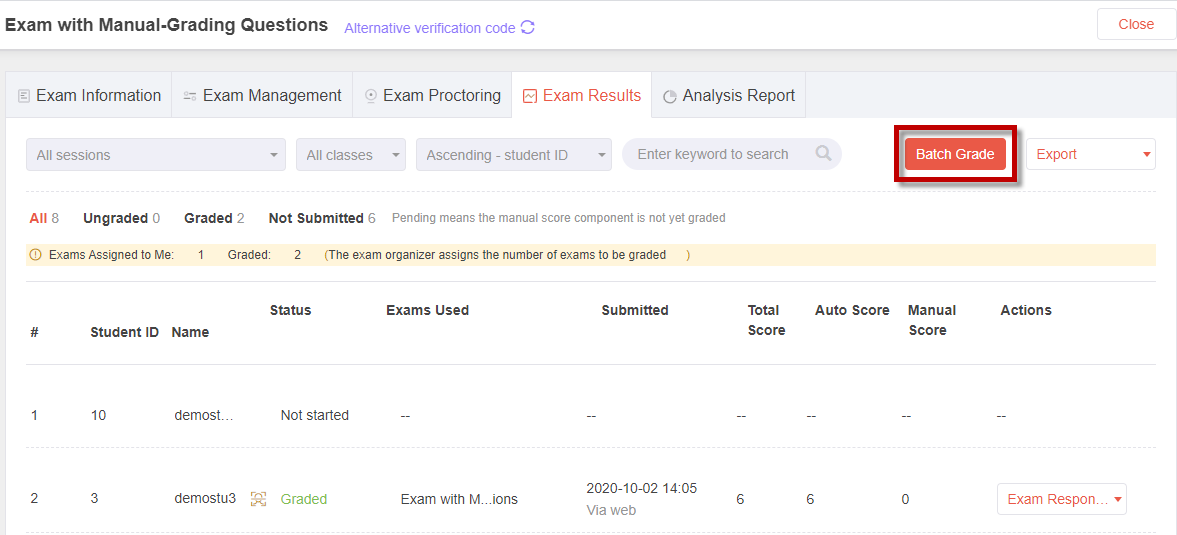 Exam with Manual-Grading Questions Alternative verification code Close
Exam Information Exam Management Exam Proctoring Exam Results Analysis Report
All sessions All classes Ascending - student ID Enter keyword to search Batch Grade Export
All 8 Ungraded 0 Graded 2 Not Submitted 6 Pending means the manual score component is not yet graded
Exams Assigned to Me: 1 Graded: 2 (The exam organizer assigns the number of exams to be graded )
# Student ID Name Status Exams Used Submitted Total Score Auto Score Manual Score Actions
1 10 demost... Not started -- -- -- -- -- --
2 3 demostu3 Graded Exam with M...ions 2020-10-02 14:05 6 6 0 Exam Respon...
Via web